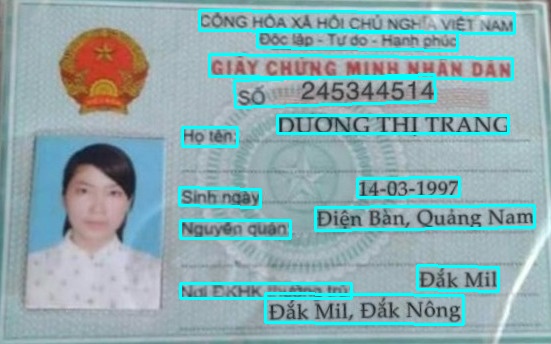 CỘNG HÒA XÃ HỘI CHỦ NGHĨA VIỆT NAM
Độc lập - Tự do - Hạnh phúc
GIẤY CHỨNG MINH NHÂN DÂN
SỐ 245344514
Họ tên: DƯƠNG THỊ TRANG
Sinh ngày 14-03-1997
Nguyên quán Điện Bàn, Quảng Nam
Nơi ĐKHK thường trú Đắk Mil
Đắk Mil, Đắk Nông